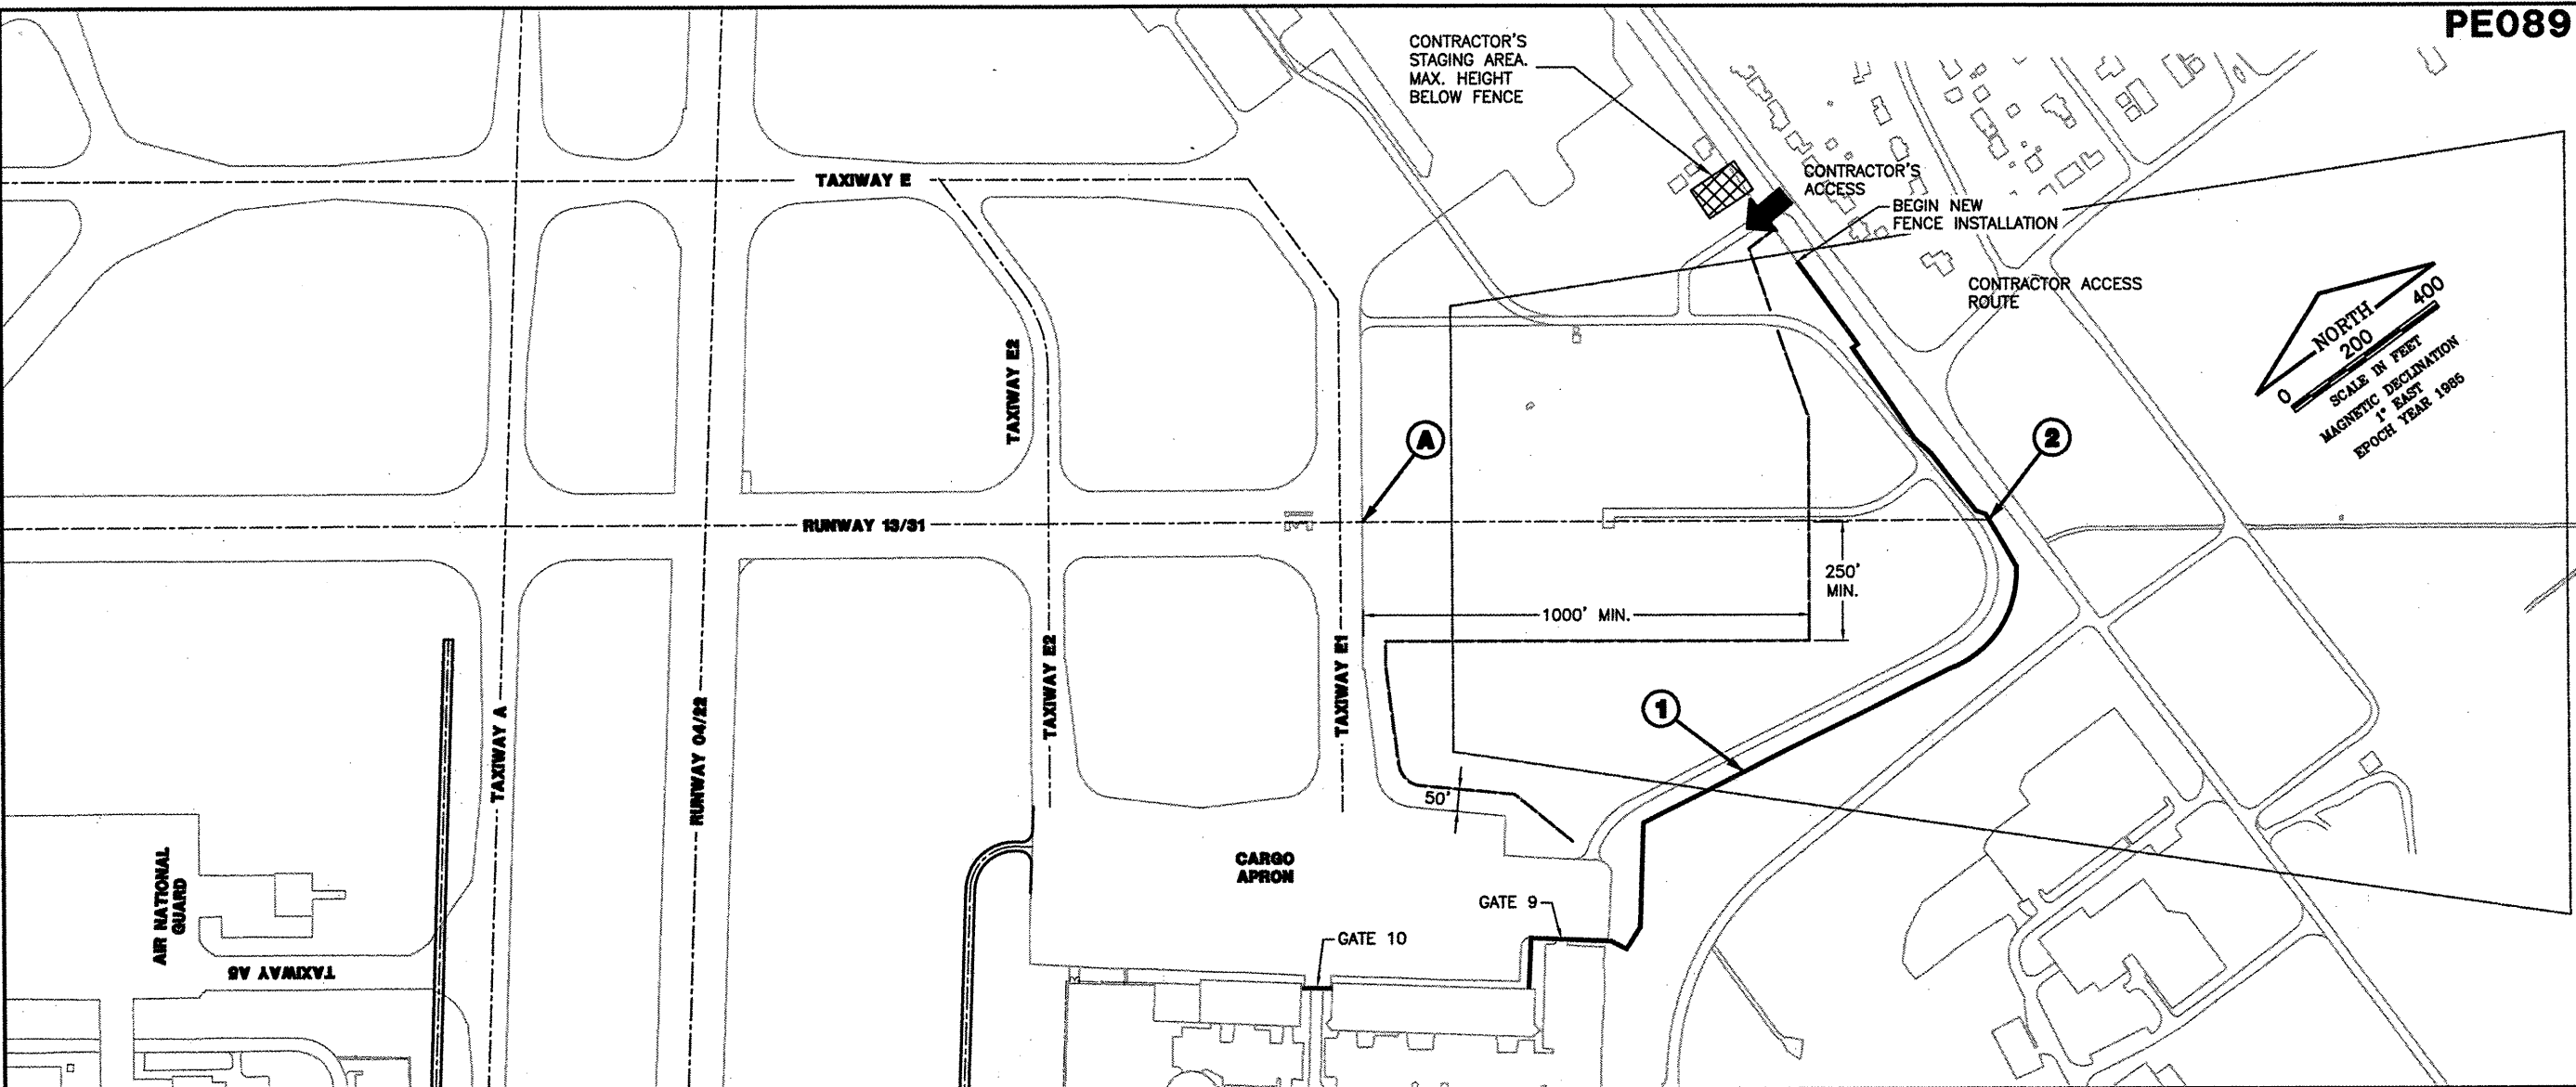 PE089
CONTRACTOR'S
STAGING AREA.
MAX. HEIGHT
BELOW FENCE
CONTRACTOR'S
ACCESS
BEGIN NEW
FENCE INSTALLATION
CONTRACTOR ACCESS
ROUTE
NORTH
0 200 400
SCALE IN FEET
MAGNETIC DECLINATION
1° EAST
EPOCH YEAR 1985
TAXIWAY E
TAXIWAY E2
A
2
RUNWAY 13/31
250'
MIN.
1000' MIN.
TAXIWAY E2
TAXIWAY E1
TAXIWAY A
RUNWAY 04/22
1
50'
CARGO
APRON
AIR NATIONAL
GUARD
GATE 9
GATE 10
TAXIWAY A5